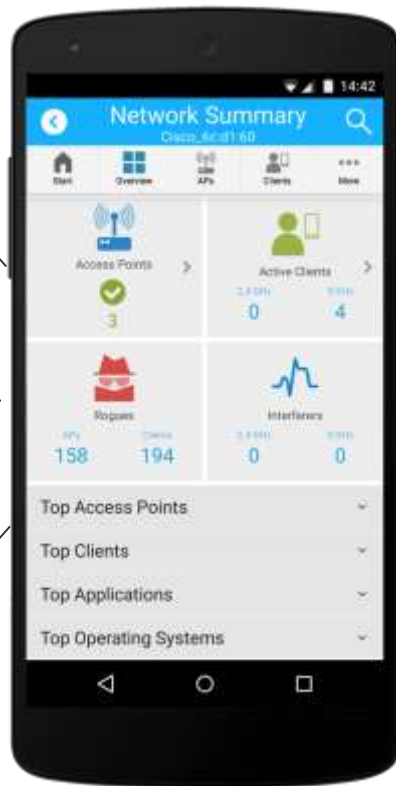 14:42
Network Summary
Cisco_6c:d1:60
Start Overview APs Clients More
Access Points
3
Active Clients
2.4 GHz 5 GHz
0 4
Rogues
APs Clients
158 194
Interferers
2.4 GHz 5 GHz
0 0
Top Access Points
Top Clients
Top Applications
Top Operating Systems